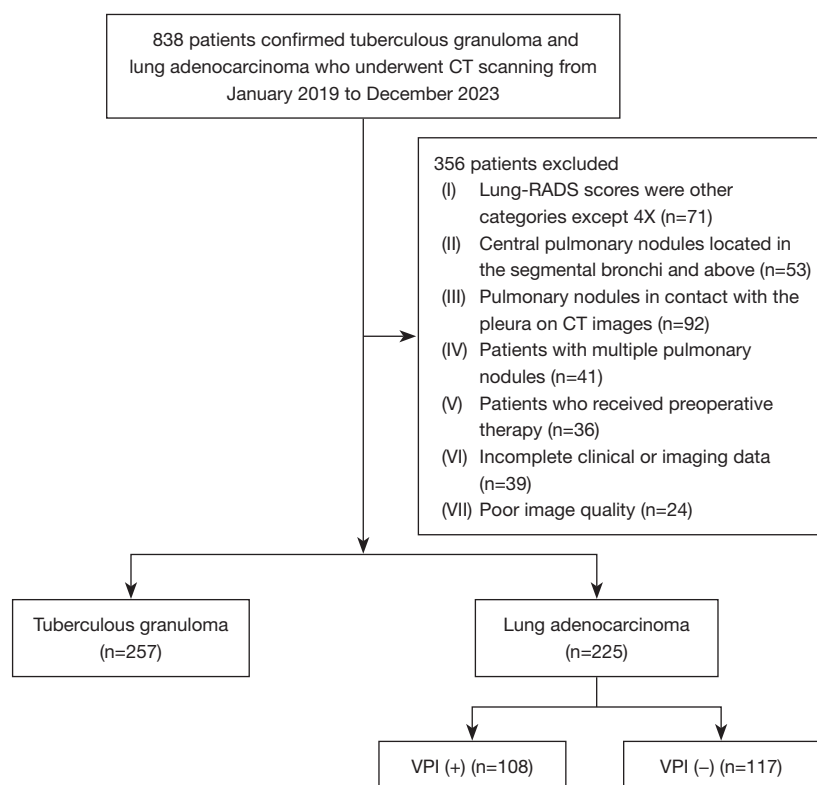 838 patients confirmed tuberculous granuloma and
lung adenocarcinoma who underwent CT scanning from
January 2019 to December 2023
356 patients excluded
(I) Lung-RADS scores were other
categories except 4X (n=71)
(II) Central pulmonary nodules located in
the segmental bronchi and above (n=53)
(III) Pulmonary nodules in contact with the
pleura on CT images (n=92)
(IV) Patients with multiple pulmonary
nodules (n=41)
(V) Patients who received preoperative
therapy (n=36)
(VI) Incomplete clinical or imaging data
(n=39)
(VII) Poor image quality (n=24)
Tuberculous granuloma
(n=257)
Lung adenocarcinoma
(n=225)
VPI (+) (n=108)
VPI (−) (n=117)